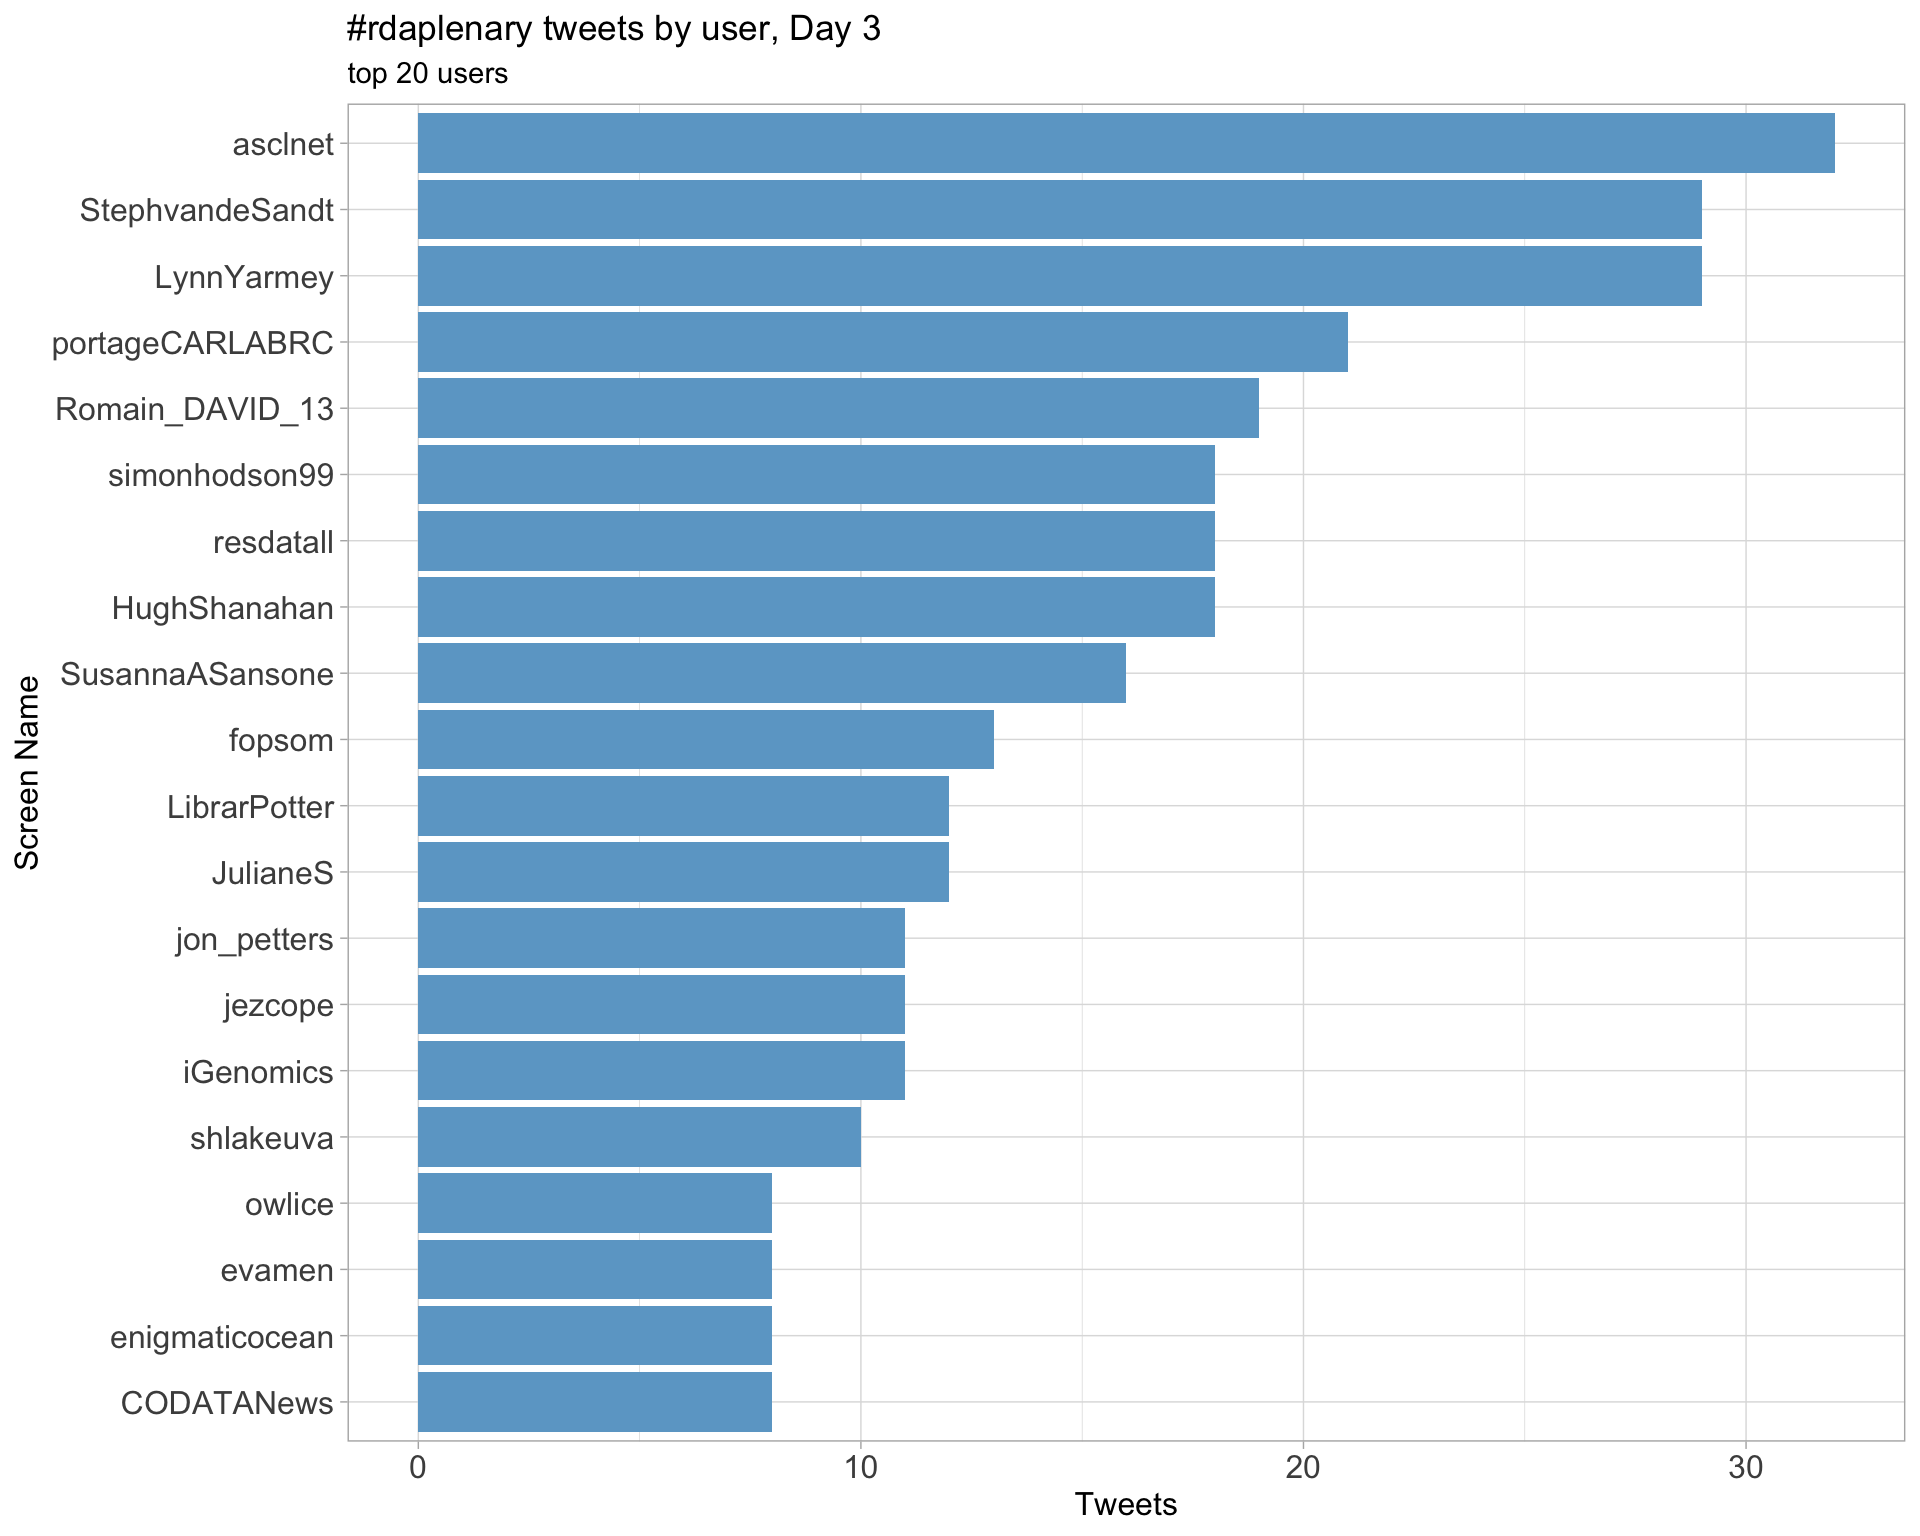 #rdaplenary tweets by user, Day 3
top 20 users
asclnet
StephvandeSandt
LynnYarmey
portageCARLABRC
Romain_DAVID_13
simonhodson99
resdatall
HughShanahan
SusannaASansone
fopsom
LibrarPotter
JulianeS
jon_petters
jezcope
iGenomics
shlakeuva
owlice
evamen
enigmaticocean
CODATANews
Screen Name
0 10 20 30
Tweets